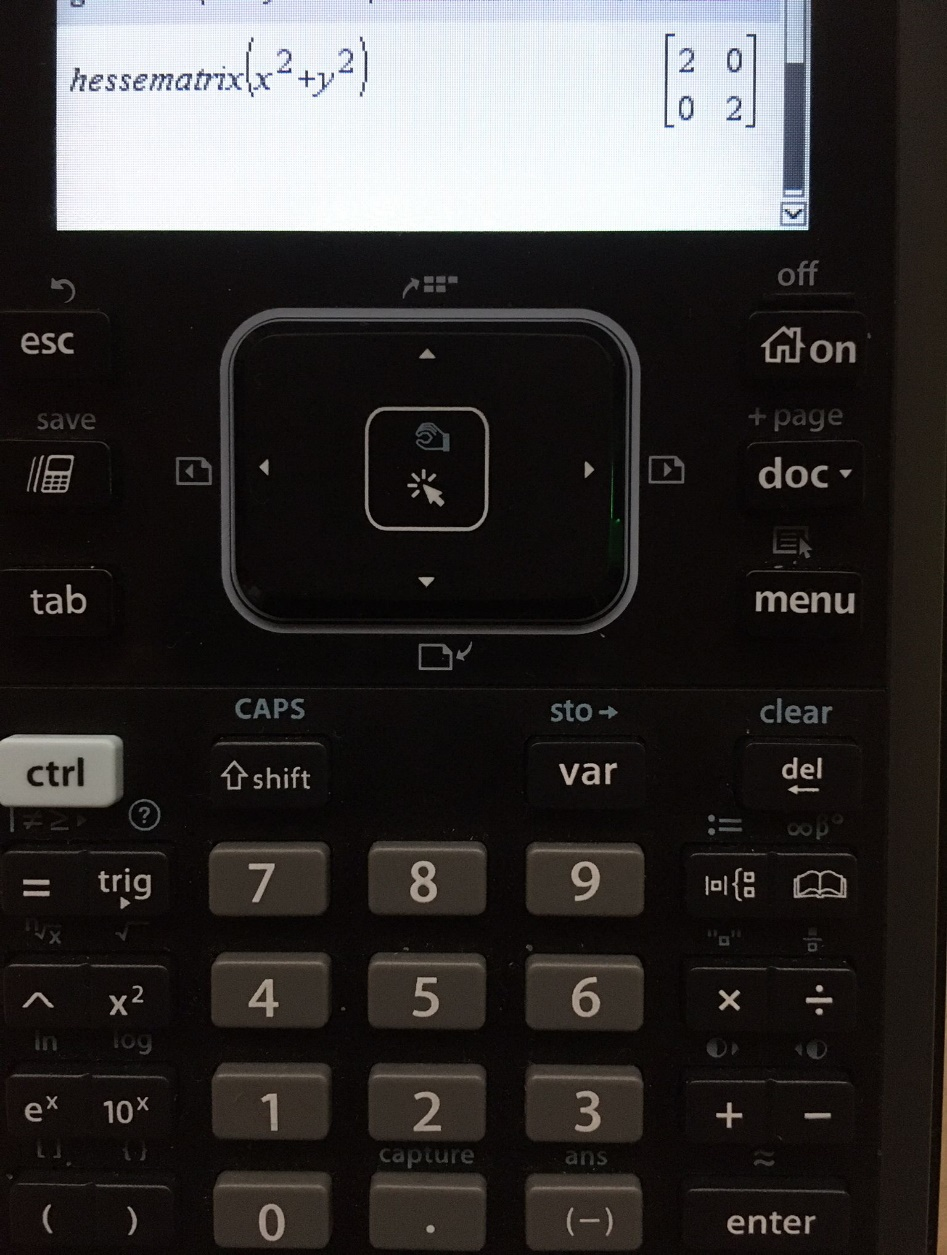 hessematrix(x²+y²) [2 0
0 2]
off
esc
on
save
+ page
doc
tab
menu
CAPS
sto→
clear
ctrl
⇧shift
var
del
←
| ≠ ≥ ▸ ? := ∞β°
= trig 7 8 9 |□|{
ⁿ√x √ "□"
^ x² 4 5 6 × ÷
ln log
eˣ 10ˣ 1 2 3 + −
[ ] { } capture ans ≈
( ) 0 . (−) enter